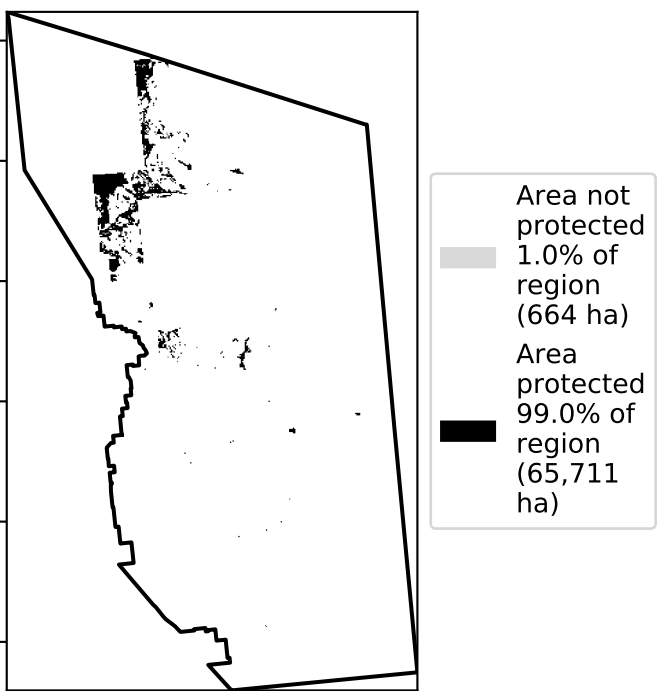 Area not
protected
1.0% of
region
(664 ha)
Area
protected
99.0% of
region
(65,711
ha)